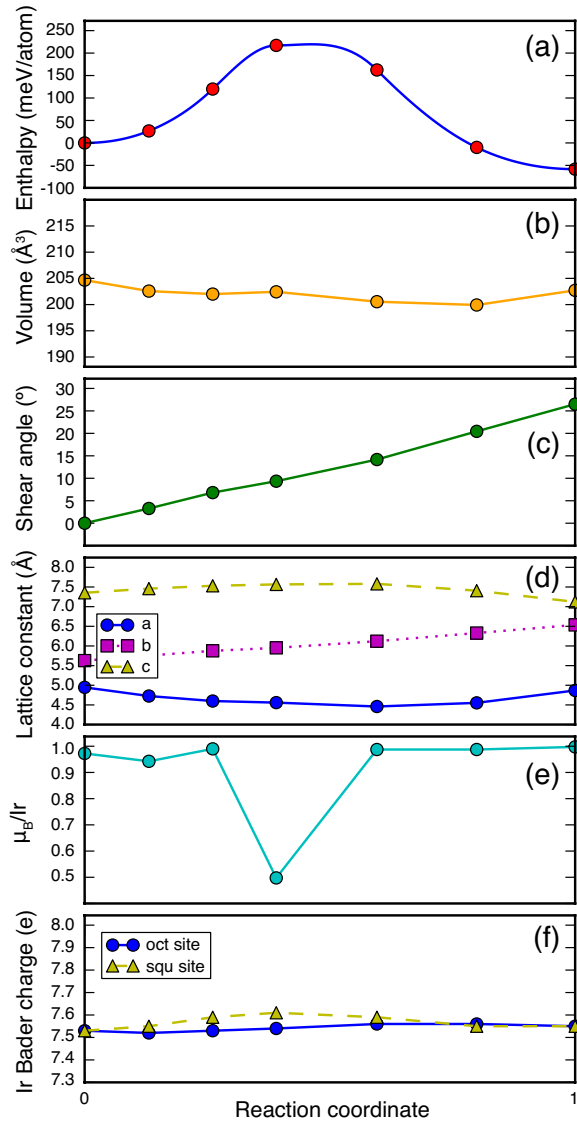 (a)
Enthalpy (meV/atom)
250
200
150
100
50
0
-50
-100
(b)
Volume (Å³)
215
210
205
200
195
190
(c)
Shear angle (°)
30
25
20
15
10
5
0
(d)
Lattice constant (Å)
8.0
7.5
7.0
6.5
6.0
5.5
5.0
4.5
4.0
a
b
c
(e)
μB/Ir
1.0
0.9
0.8
0.7
0.6
0.5
(f)
Ir Bader charge (e)
8.0
7.9
7.8
7.7
7.6
7.5
7.4
7.3
oct site
squ site
0
1
Reaction coordinate